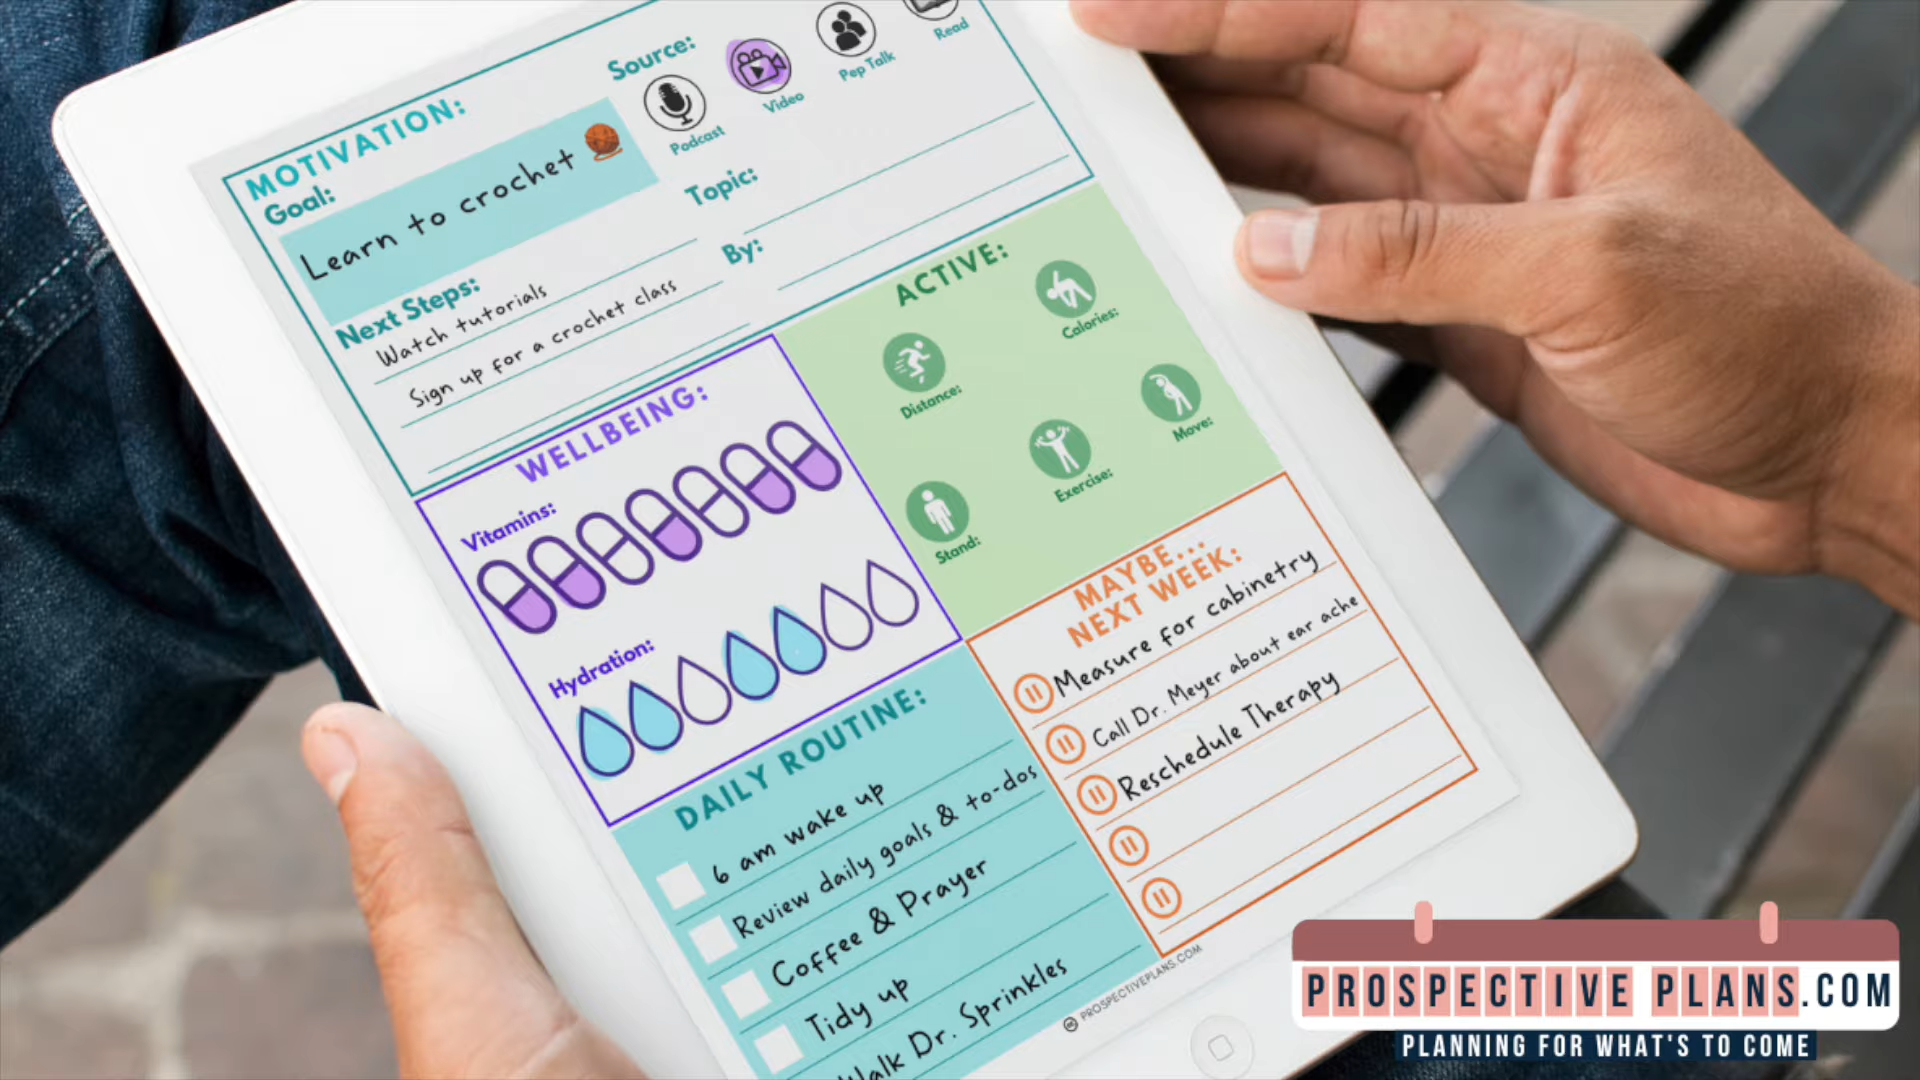 MOTIVATION:
Goal:
Learn to crochet
Next Steps:
Watch tutorials
Sign up for a crochet class
Source:
Podcast
Video
Pep Talk
Read
Topic:
By:
WELLBEING:
Vitamins:
Hydration:
ACTIVE:
Distance:
Calories:
Stand:
Exercise:
Move:
DAILY ROUTINE:
6 am wake up
Review daily goals & to-dos
Coffee & Prayer
Tidy up
Walk Dr. Sprinkles
MAYBE...
NEXT WEEK:
Measure for cabinetry
Call Dr. Meyer about ear ache
Reschedule Therapy
PROSPECTIVEPLANS.COM
PROSPECTIVE PLANS.COM
PLANNING FOR WHAT'S TO COME